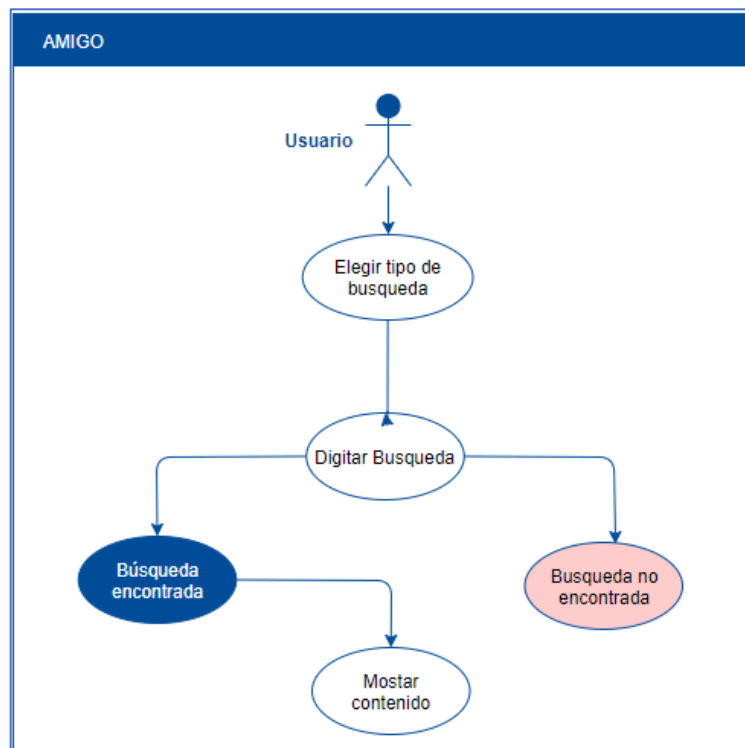 AMIGO
Usuario
Elegir tipo de
busqueda
Digitar Busqueda
Búsqueda
encontrada
Busqueda no
encontrada
Mostar
contenido